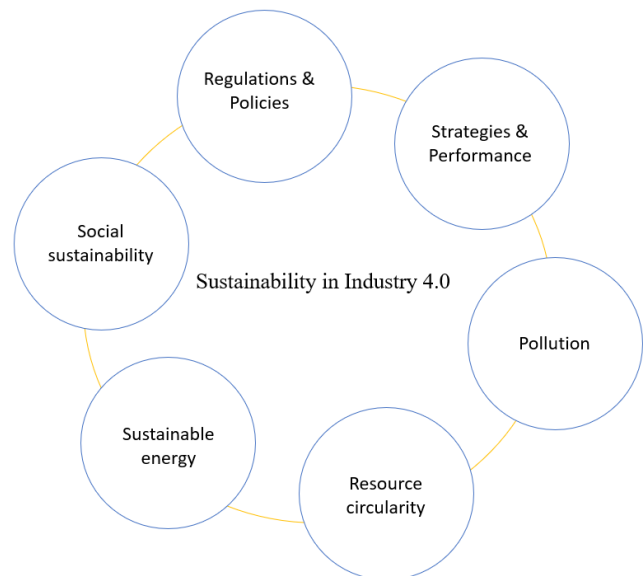 Regulations &
Policies
Strategies &
Performance
Social
sustainability
Sustainability in Industry 4.0
Pollution
Sustainable
energy
Resource
circularity